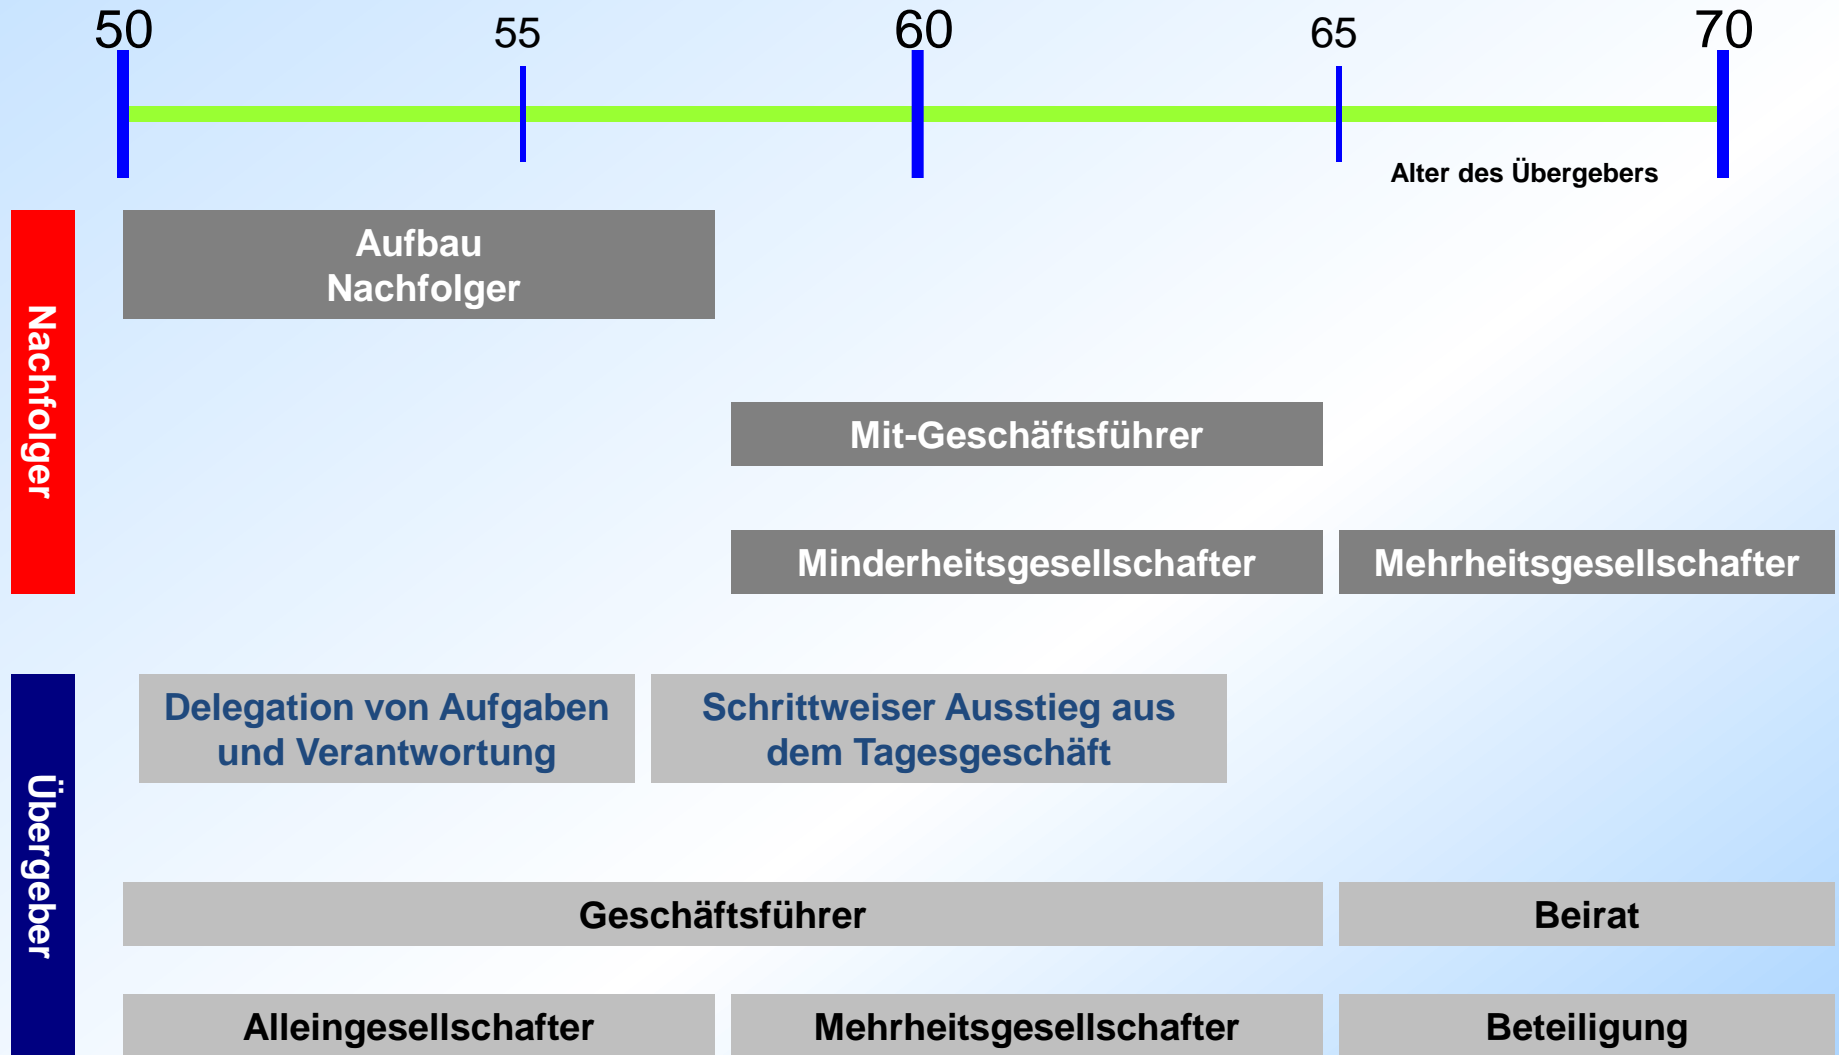 50
55
60
65
70
Alter des Übergebers
Nachfolger
Aufbau
Nachfolger
Mit-Geschäftsführer
Minderheitsgesellschafter
Mehrheitsgesellschafter
Übergeber
Delegation von Aufgaben
und Verantwortung
Schrittweiser Ausstieg aus
dem Tagesgeschäft
Geschäftsführer
Beirat
Alleingesellschafter
Mehrheitsgesellschafter
Beteiligung